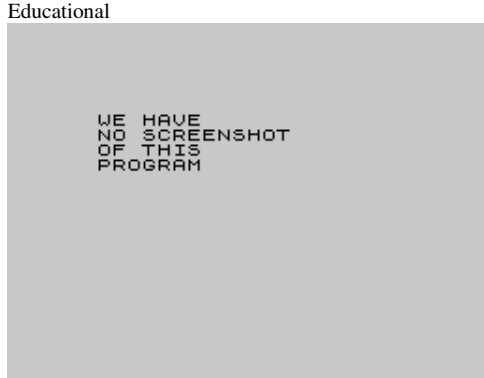 Educational
WE HAVE
NO SCREENSHOT
OF THIS
PROGRAM